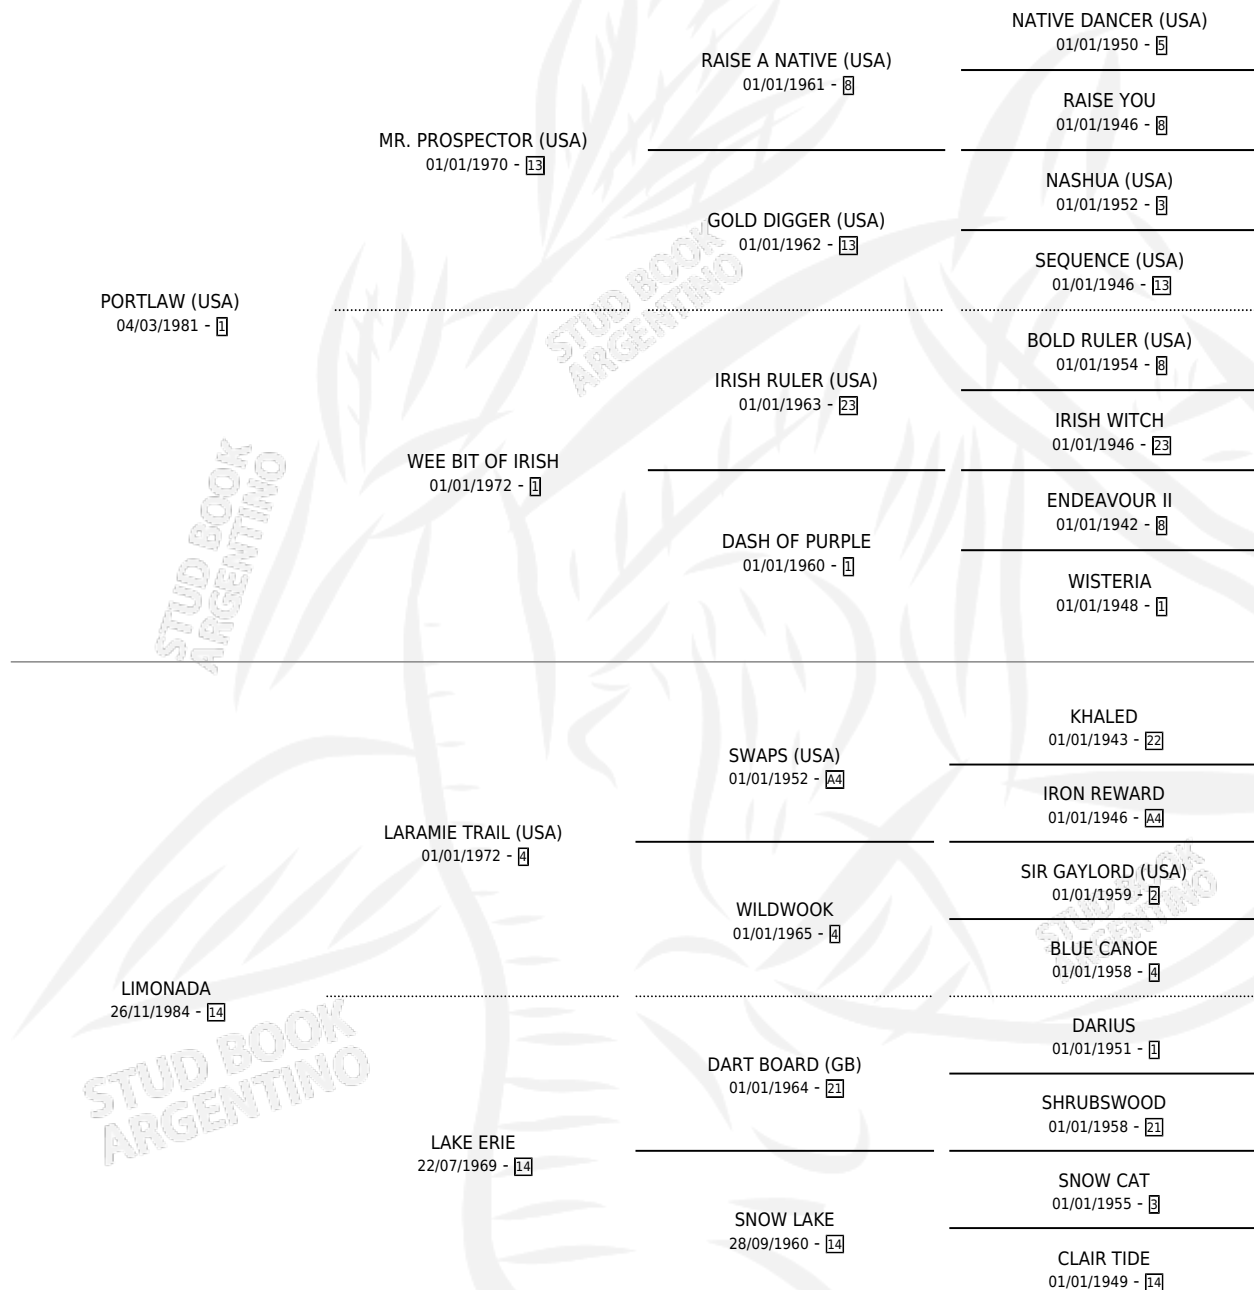 NATIVE DANCER (USA)
01/01/1950 - 5
RAISE A NATIVE (USA)
01/01/1961 - 8
RAISE YOU
01/01/1946 - 8
MR. PROSPECTOR (USA)
01/01/1970 - 13
NASHUA (USA)
01/01/1952 - 3
GOLD DIGGER (USA)
01/01/1962 - 13
SEQUENCE (USA)
01/01/1946 - 13
PORTLAW (USA)
04/03/1981 - 1
STUD BOOK
ARGENTINO
BOLD RULER (USA)
01/01/1954 - 8
IRISH RULER (USA)
01/01/1963 - 23
IRISH WITCH
01/01/1946 - 23
WEE BIT OF IRISH
01/01/1972 - 1
ENDEAVOUR II
01/01/1942 - 8
DASH OF PURPLE
01/01/1960 - 1
WISTERIA
01/01/1948 - 1
STUD BOOK
ARGENTINO
KHALED
01/01/1943 - 22
SWAPS (USA)
01/01/1952 - A4
IRON REWARD
01/01/1946 - A4
LARAMIE TRAIL (USA)
01/01/1972 - 4
SIR GAYLORD (USA)
01/01/1959 - 2
WILDWOOK
01/01/1965 - 4
STUD BOOK
ARGENTINO
BLUE CANOE
01/01/1958 - 4
LIMONADA
26/11/1984 - 14
DARIUS
01/01/1951 - 1
DART BOARD (GB)
01/01/1964 - 21
SHRUBSWOOD
01/01/1958 - 21
STUD BOOK
ARGENTINO
LAKE ERIE
22/07/1969 - 14
SNOW CAT
01/01/1955 - 3
SNOW LAKE
28/09/1960 - 14
CLAIR TIDE
01/01/1949 - 14